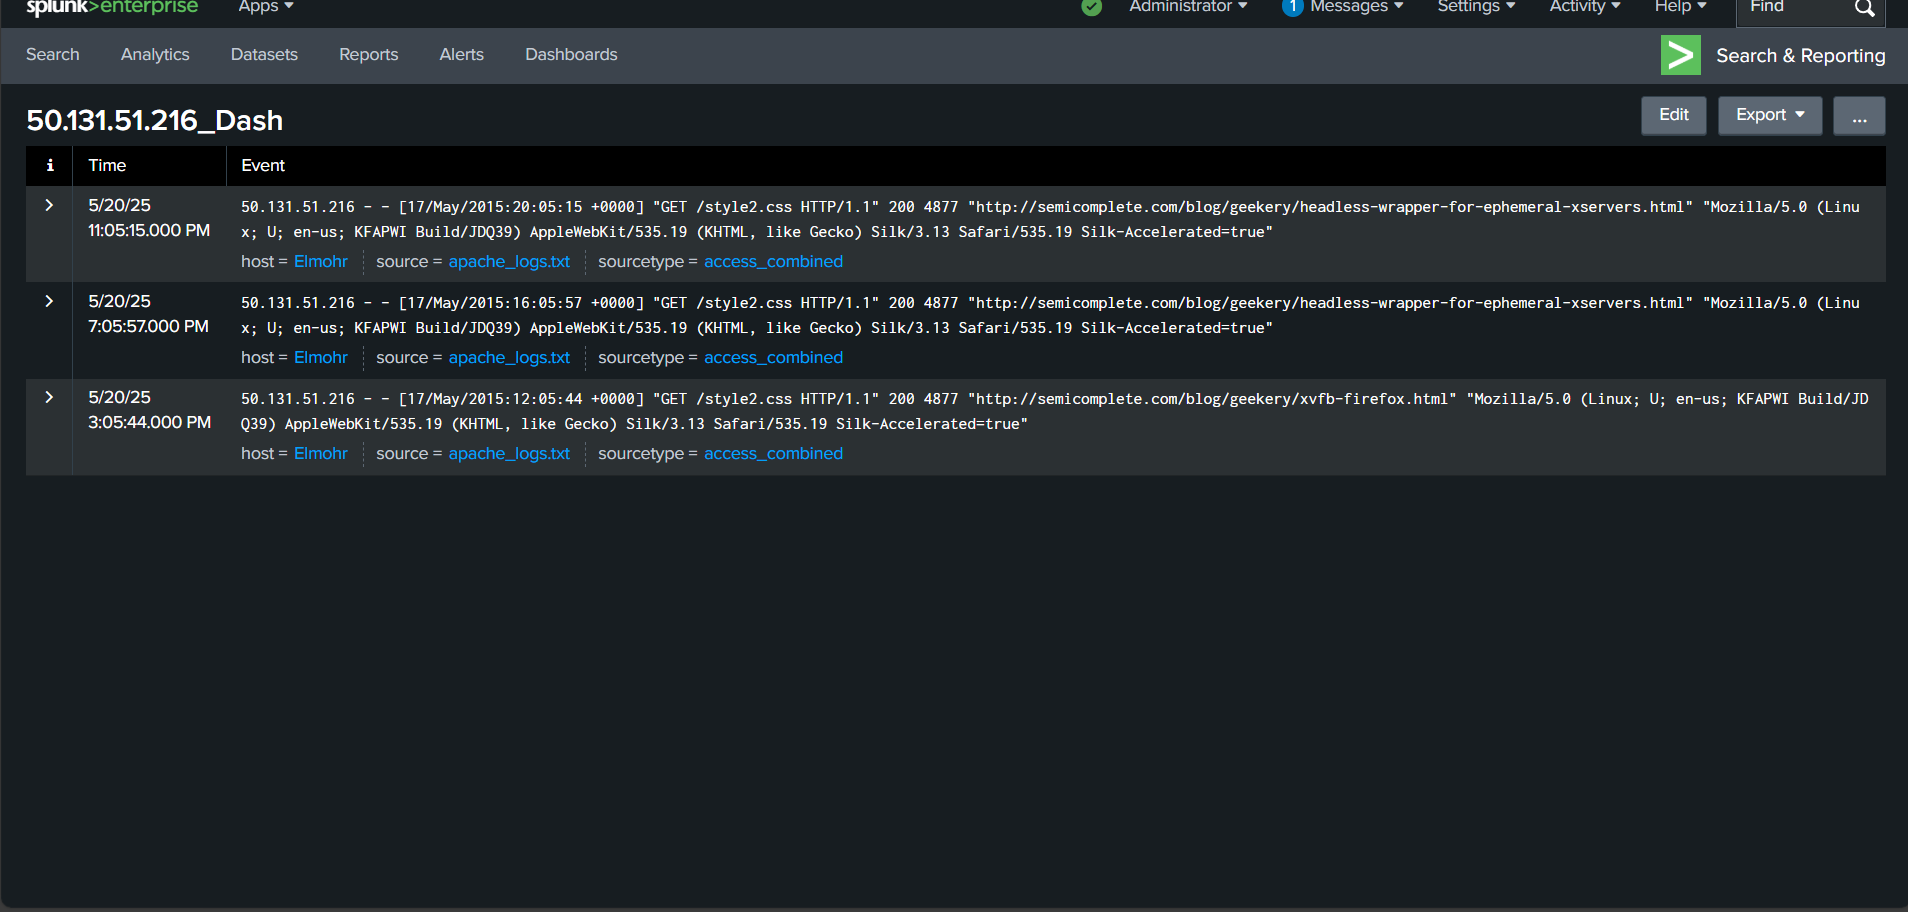 splunk>enterprise Apps Administrator 1 Messages Settings Activity Help Find
Search Analytics Datasets Reports Alerts Dashboards > Search & Reporting
50.131.51.216_Dash Edit Export ...
i Time Event
5/20/25 50.131.51.216 - - [17/May/2015:20:05:15 +0000] "GET /style2.css HTTP/1.1" 200 4877 "http://semicomplete.com/blog/geekery/headless-wrapper-for-ephemeral-xservers.html" "Mozilla/5.0 (Linu
11:05:15.000 PM x; U; en-us; KFAPWI Build/JDQ39) AppleWebKit/535.19 (KHTML, like Gecko) Silk/3.13 Safari/535.19 Silk-Accelerated=true"
host = Elmohr source = apache_logs.txt sourcetype = access_combined
5/20/25 50.131.51.216 - - [17/May/2015:16:05:57 +0000] "GET /style2.css HTTP/1.1" 200 4877 "http://semicomplete.com/blog/geekery/headless-wrapper-for-ephemeral-xservers.html" "Mozilla/5.0 (Linu
7:05:57.000 PM x; U; en-us; KFAPWI Build/JDQ39) AppleWebKit/535.19 (KHTML, like Gecko) Silk/3.13 Safari/535.19 Silk-Accelerated=true"
host = Elmohr source = apache_logs.txt sourcetype = access_combined
5/20/25 50.131.51.216 - - [17/May/2015:12:05:44 +0000] "GET /style2.css HTTP/1.1" 200 4877 "http://semicomplete.com/blog/geekery/xvfb-firefox.html" "Mozilla/5.0 (Linux; U; en-us; KFAPWI Build/JD
3:05:44.000 PM Q39) AppleWebKit/535.19 (KHTML, like Gecko) Silk/3.13 Safari/535.19 Silk-Accelerated=true"
host = Elmohr source = apache_logs.txt sourcetype = access_combined